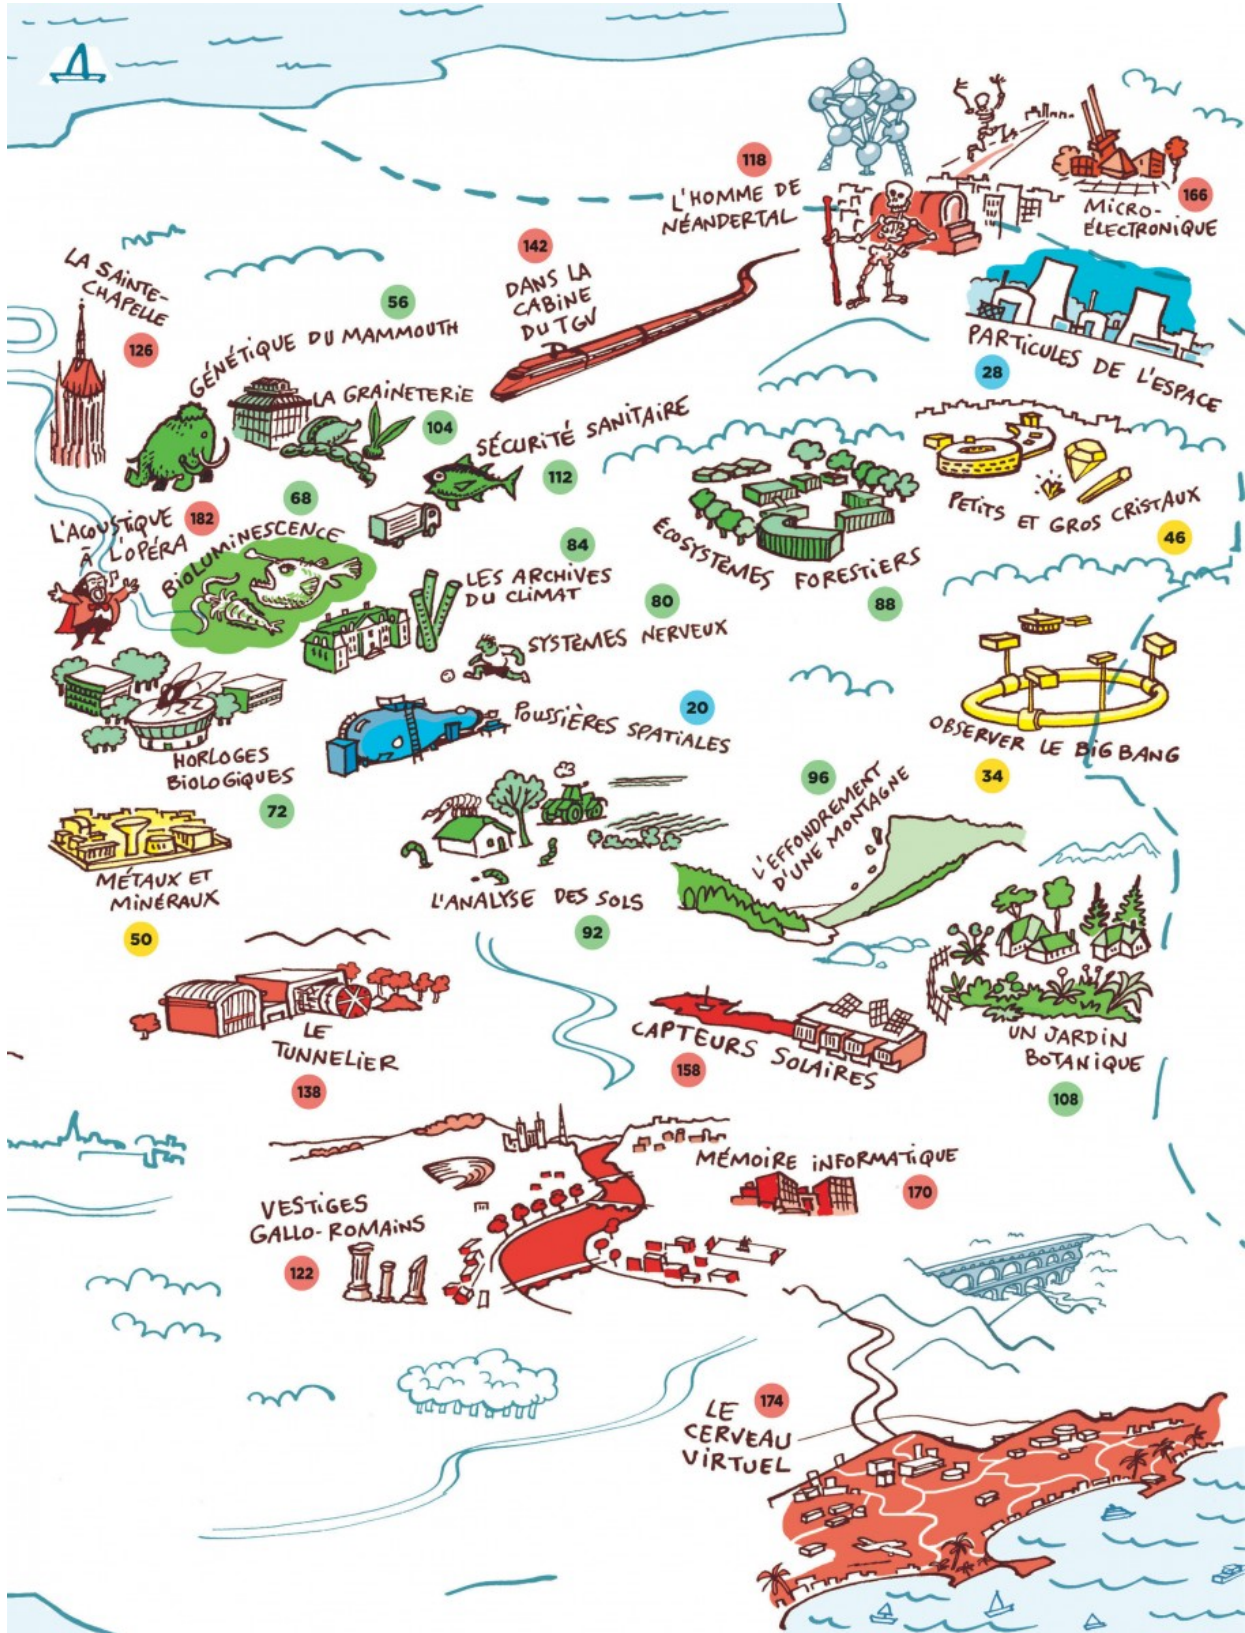 118
L'HOMME DE
NÉANDERTAL
166
MICRO-
ÉLECTRONIQUE
142
DANS LA
CABINE
DU TGV
LA SAINTE-
CHAPELLE
126
56
GÉNÉTIQUE DU MAMMOUTH
PARTICULES DE L'ESPACE
28
LA GRAINETERIE
104
SÉCURITÉ SANITAIRE
112
PETITS ET GROS CRISTAUX
46
L'ACOUSTIQUE
À L'OPÉRA
182
68
BIOLUMINESCENCE
84
LES ARCHIVES
DU CLIMAT
ÉCOSYSTÈMES FORESTIERS
88
80
SYSTÈMES NERVEUX
20
POUSSIÈRES SPATIALES
OBSERVER LE BIG BANG
34
HORLOGES
BIOLOGIQUES
72
96
L'EFFONDREMENT
D'UNE MONTAGNE
MÉTAUX ET
MINÉRAUX
50
L'ANALYSE DES SOLS
92
LE
TUNNELIER
138
CAPTEURS SOLAIRES
158
UN JARDIN
BOTANIQUE
108
MÉMOIRE INFORMATIQUE
170
VESTIGES
GALLO-ROMAINS
122
174
LE
CERVEAU
VIRTUEL